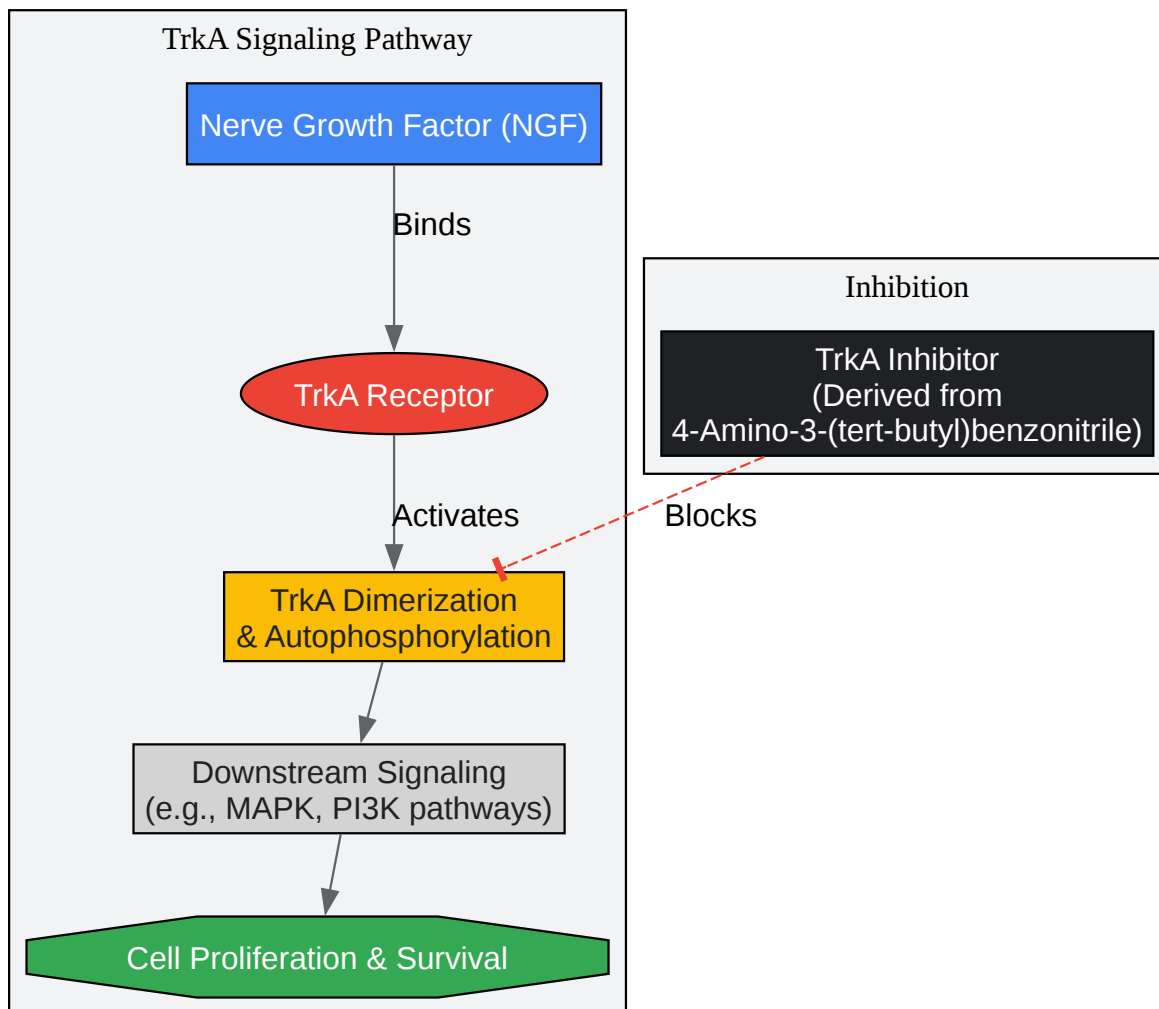 TrkA Signaling Pathway
Nerve Growth Factor (NGF)
Binds
TrkA Receptor
Activates
TrkA Dimerization
& Autophosphorylation
Downstream Signaling
(e.g., MAPK, PI3K pathways)
Cell Proliferation & Survival
Inhibition
TrkA Inhibitor
(Derived from
4-Amino-3-(tert-butyl)benzonitrile)
Blocks